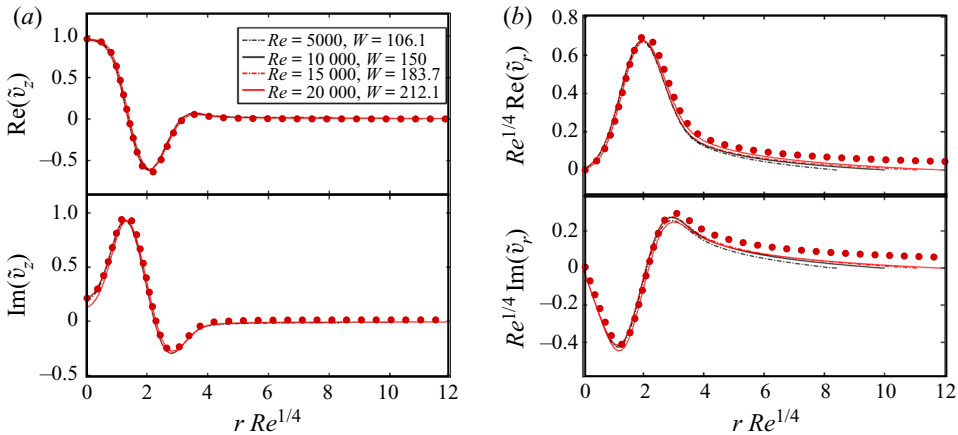 (a)
Re(ṽ_z)
1.0
0.5
0
−0.5
Re = 5000, W = 106.1
Re = 10 000, W = 150
Re = 15 000, W = 183.7
Re = 20 000, W = 212.1
Im(ṽ_z)
1.0
0.5
0
−0.5
0 2 4 6 8 10 12
r Re^{1/4}
(b)
Re^{1/4} Re(ṽ_r)
0.8
0.4
0.2
0
Re^{1/4} Im(ṽ_r)
0.2
0
−0.4
0 2 4 6 8 10 12
r Re^{1/4}